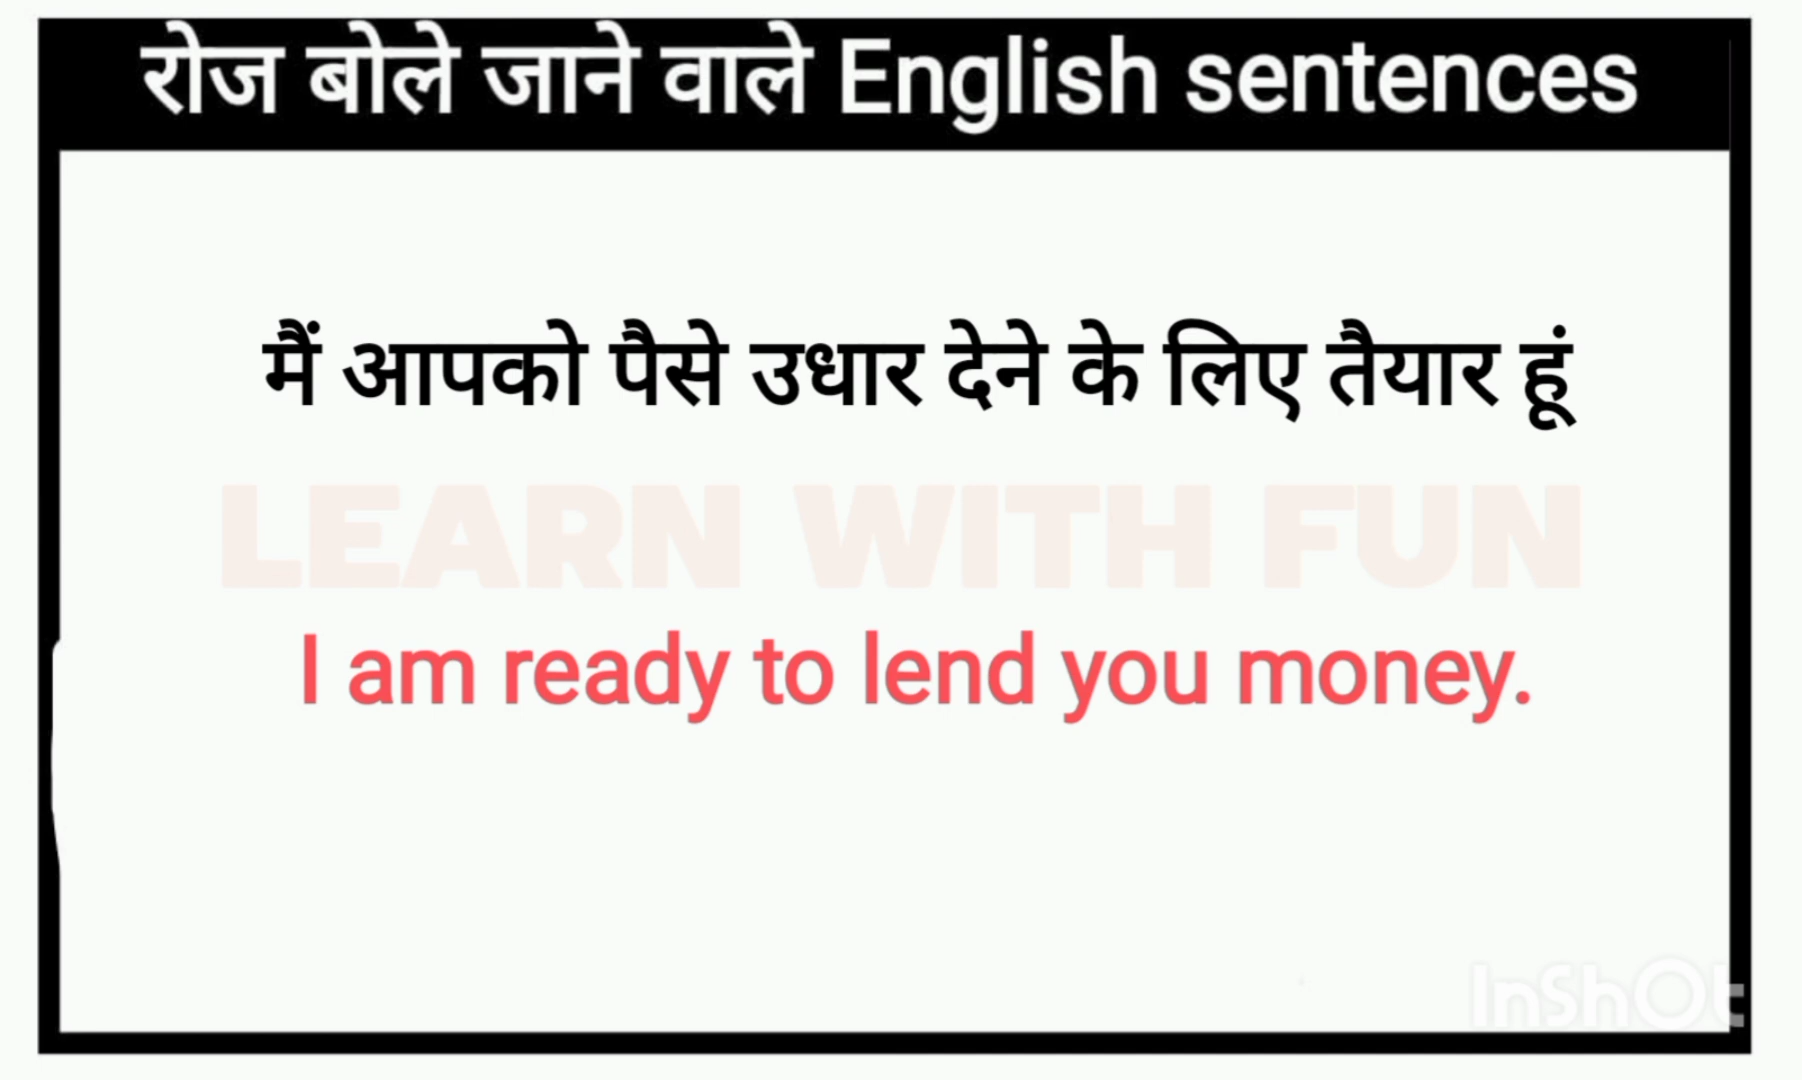 रोज बोले जाने वाले English sentences
मैं आपको पैसे उधार देने के लिए तैयार हूं
LEARN WITH FUN
I am ready to lend you money.
InShOt